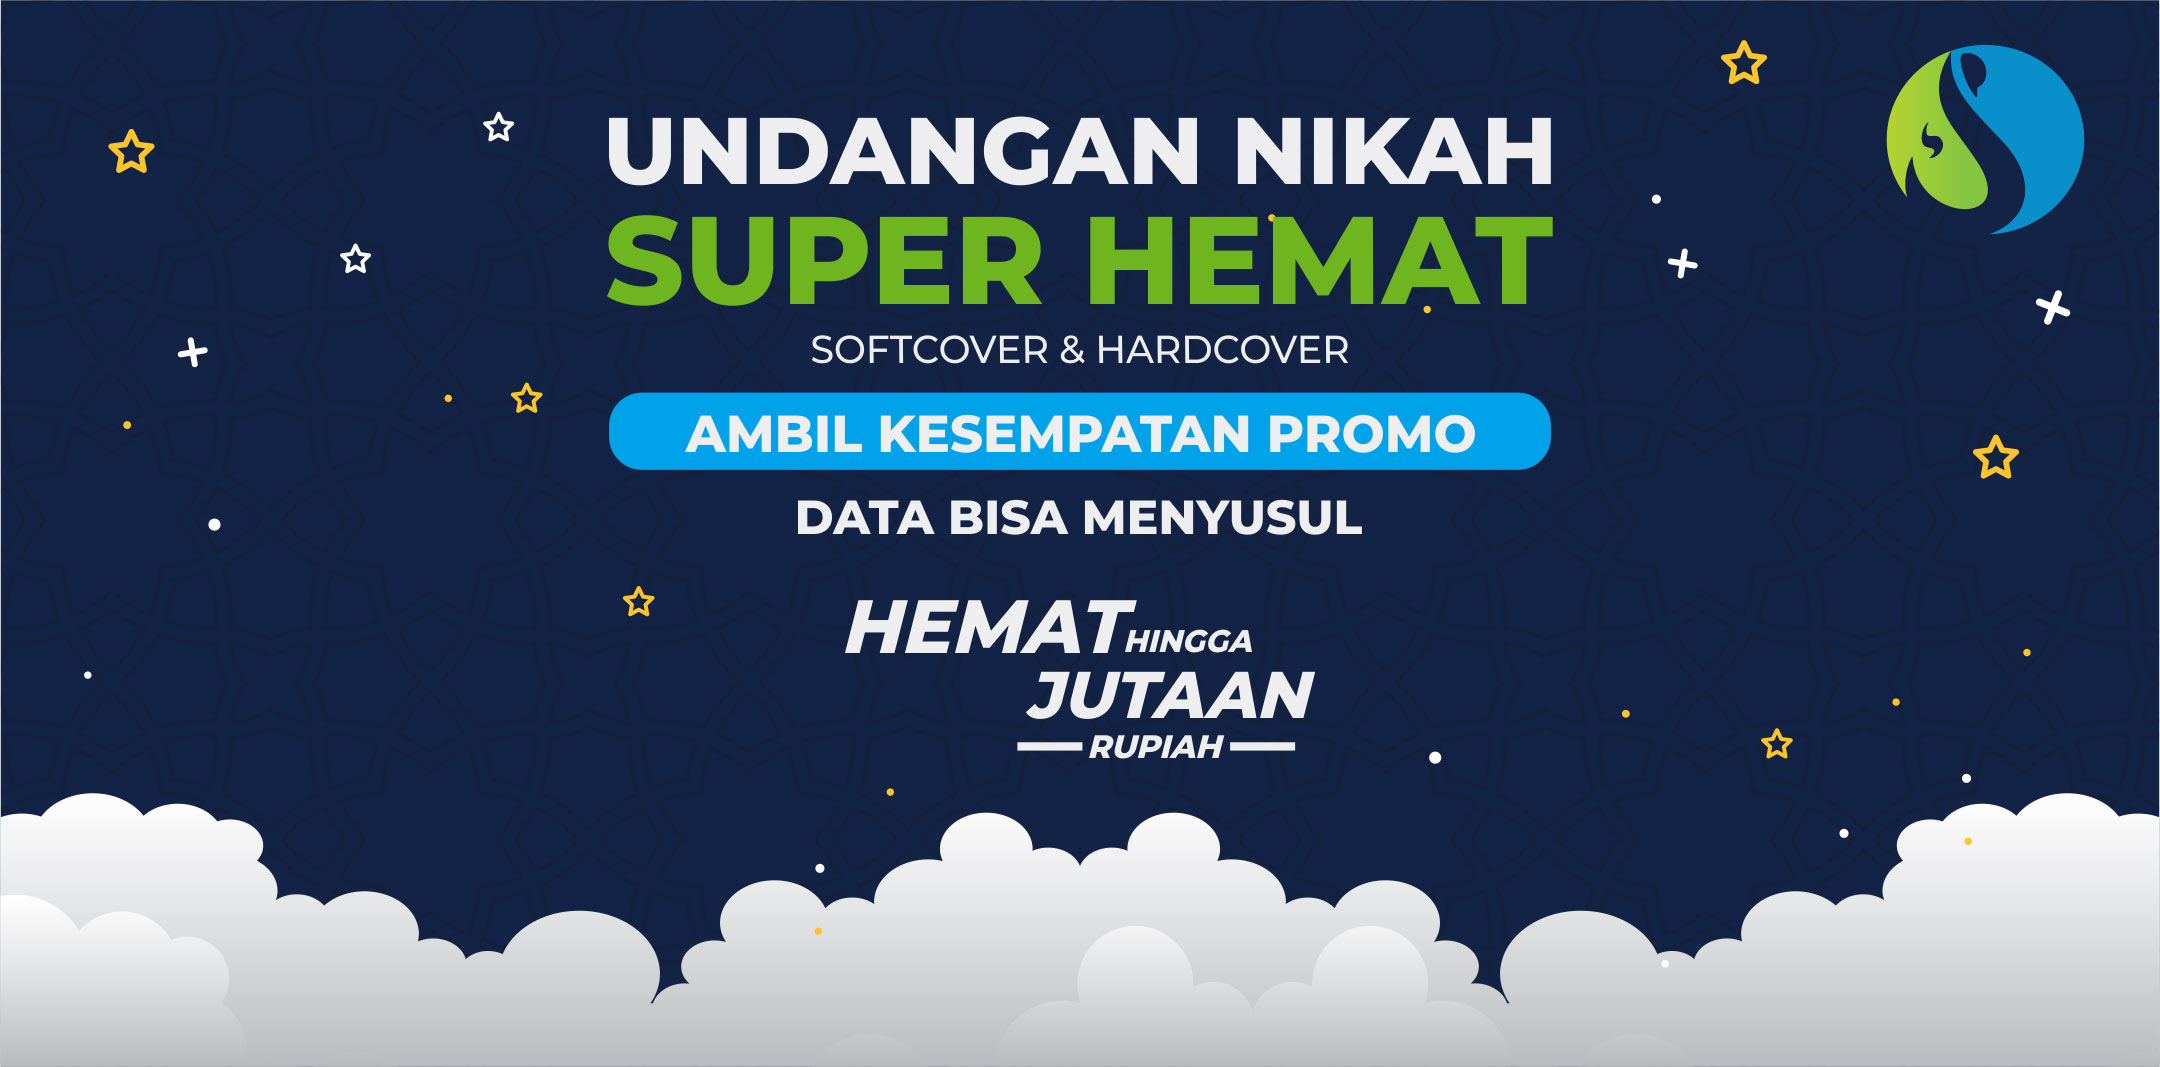 UNDANGAN NIKAH
SUPER HEMAT
SOFTCOVER & HARDCOVER
AMBIL KESEMPATAN PROMO
DATA BISA MENYUSUL
HEMAT HINGGA
JUTAAN
RUPIAH